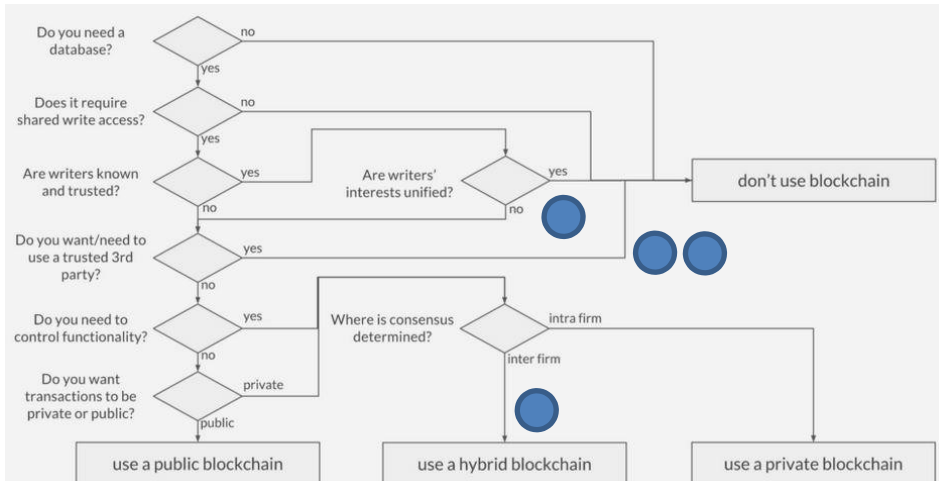 Do you need a
database?
no
yes
Does it require
shared write access?
no
yes
Are writers known
and trusted?
yes
no
Are writers'
interests unified?
yes
no
don't use blockchain
Do you want/need to
use a trusted 3rd
party?
yes
no
Do you need to
control functionality?
yes
no
Where is consensus
determined?
intra firm
inter firm
Do you want
transactions to be
private or public?
private
public
use a public blockchain
use a hybrid blockchain
use a private blockchain